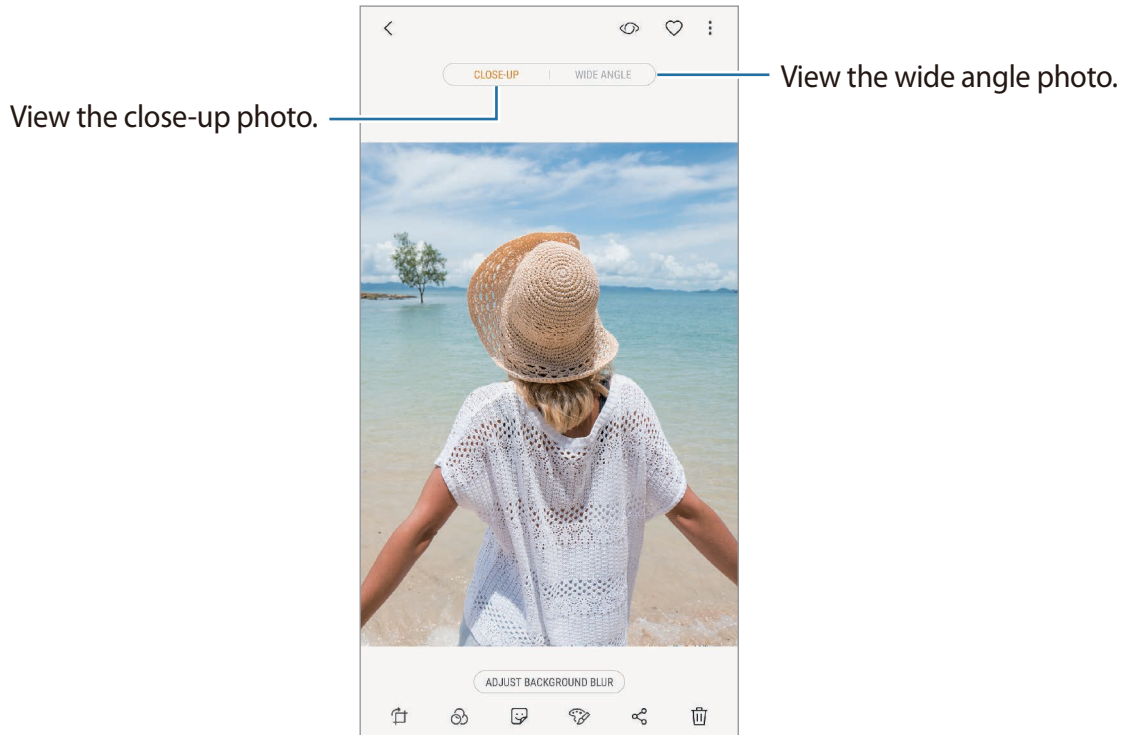 CLOSE-UP
WIDE ANGLE
View the wide angle photo.
View the close-up photo.
ADJUST BACKGROUND BLUR